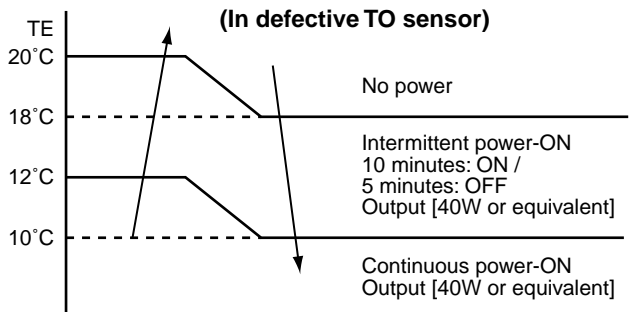 (In defective TO sensor)
TE
20˚C
No power
18˚C
Intermittent power-ON
10 minutes: ON /
12˚C
5 minutes: OFF
Output [40W or equivalent]
10˚C
Continuous power-ON
Output [40W or equivalent]